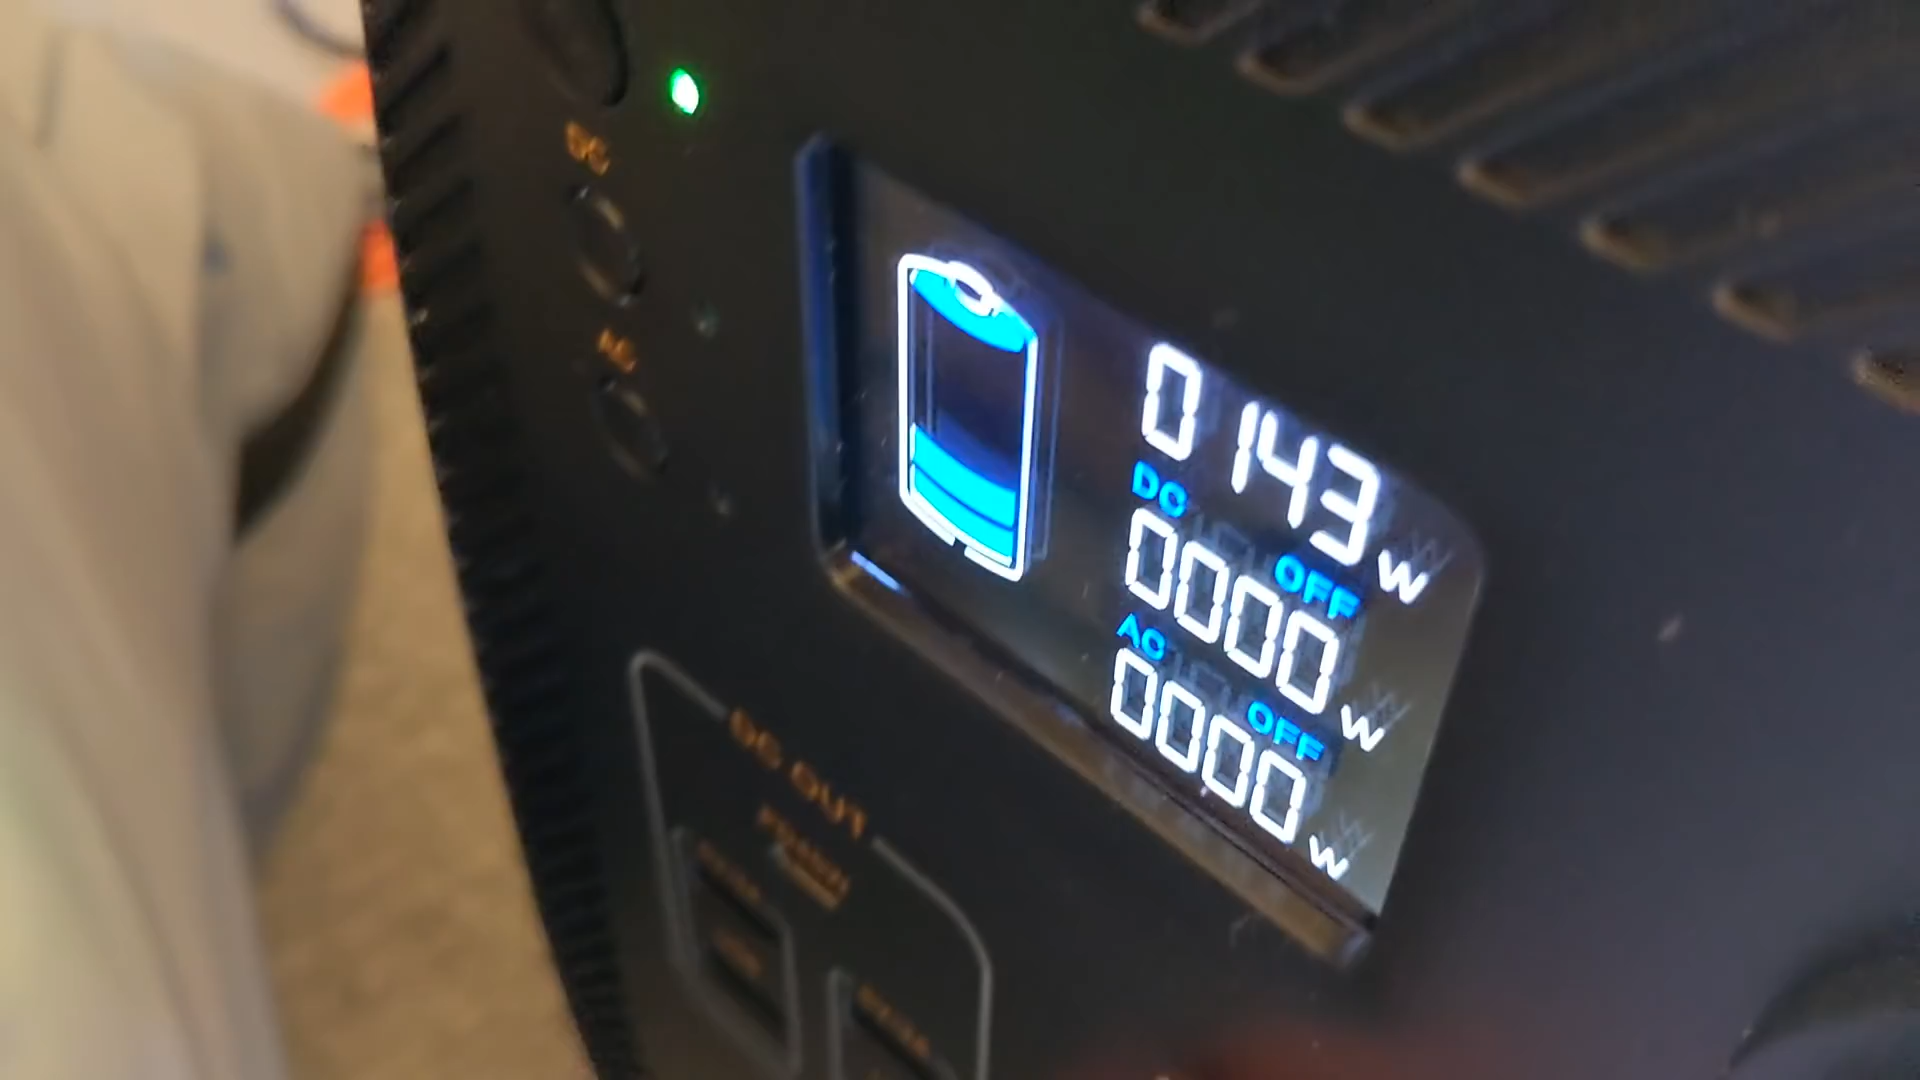 DC
AC
0143 W
DC OFF
0000 W
AC OFF
0000 W
DC OUT